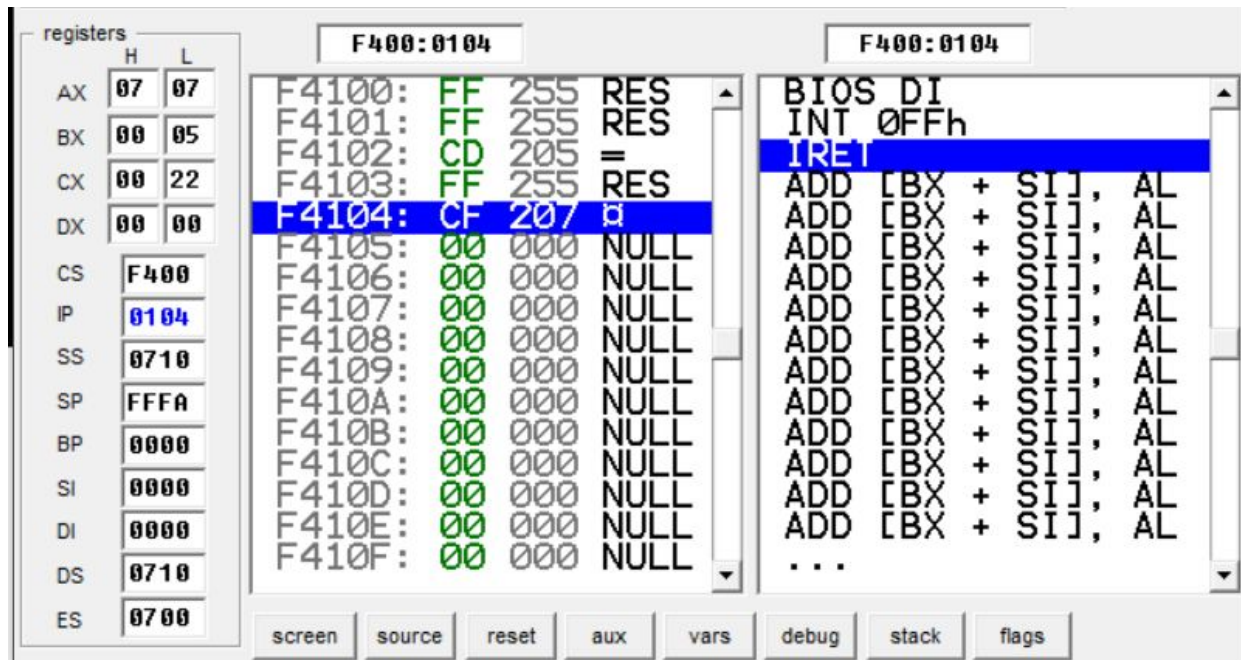 registers
H L
AX 07 07
BX 00 05
CX 00 22
DX 00 00
CS F400
IP 0104
SS 0710
SP FFFA
BP 0000
SI 0000
DI 0000
DS 0710
ES 0700
F400:0104
F4100: FF 255 RES
F4101: FF 255 RES
F4102: CD 205 =
F4103: FF 255 RES
F4104: CF 207 ¤
F4105: 00 000 NULL
F4106: 00 000 NULL
F4107: 00 000 NULL
F4108: 00 000 NULL
F4109: 00 000 NULL
F410A: 00 000 NULL
F410B: 00 000 NULL
F410C: 00 000 NULL
F410D: 00 000 NULL
F410E: 00 000 NULL
F410F: 00 000 NULL
F400:0104
BIOS DI
INT 0FFh
IRET
ADD [BX + SI], AL
ADD [BX + SI], AL
ADD [BX + SI], AL
ADD [BX + SI], AL
ADD [BX + SI], AL
ADD [BX + SI], AL
ADD [BX + SI], AL
ADD [BX + SI], AL
ADD [BX + SI], AL
ADD [BX + SI], AL
ADD [BX + SI], AL
ADD [BX + SI], AL
...
screen source reset aux vars debug stack flags